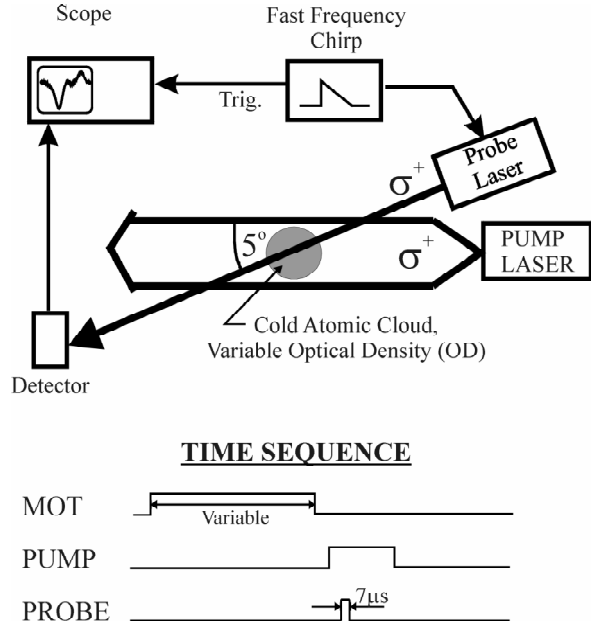 Scope
Fast Frequency
Chirp
Trig.
Probe
Laser
σ+
5°
σ+
PUMP
LASER
Cold Atomic Cloud,
Variable Optical Density (OD)
Detector
TIME SEQUENCE
MOT
Variable
PUMP
PROBE
7μs